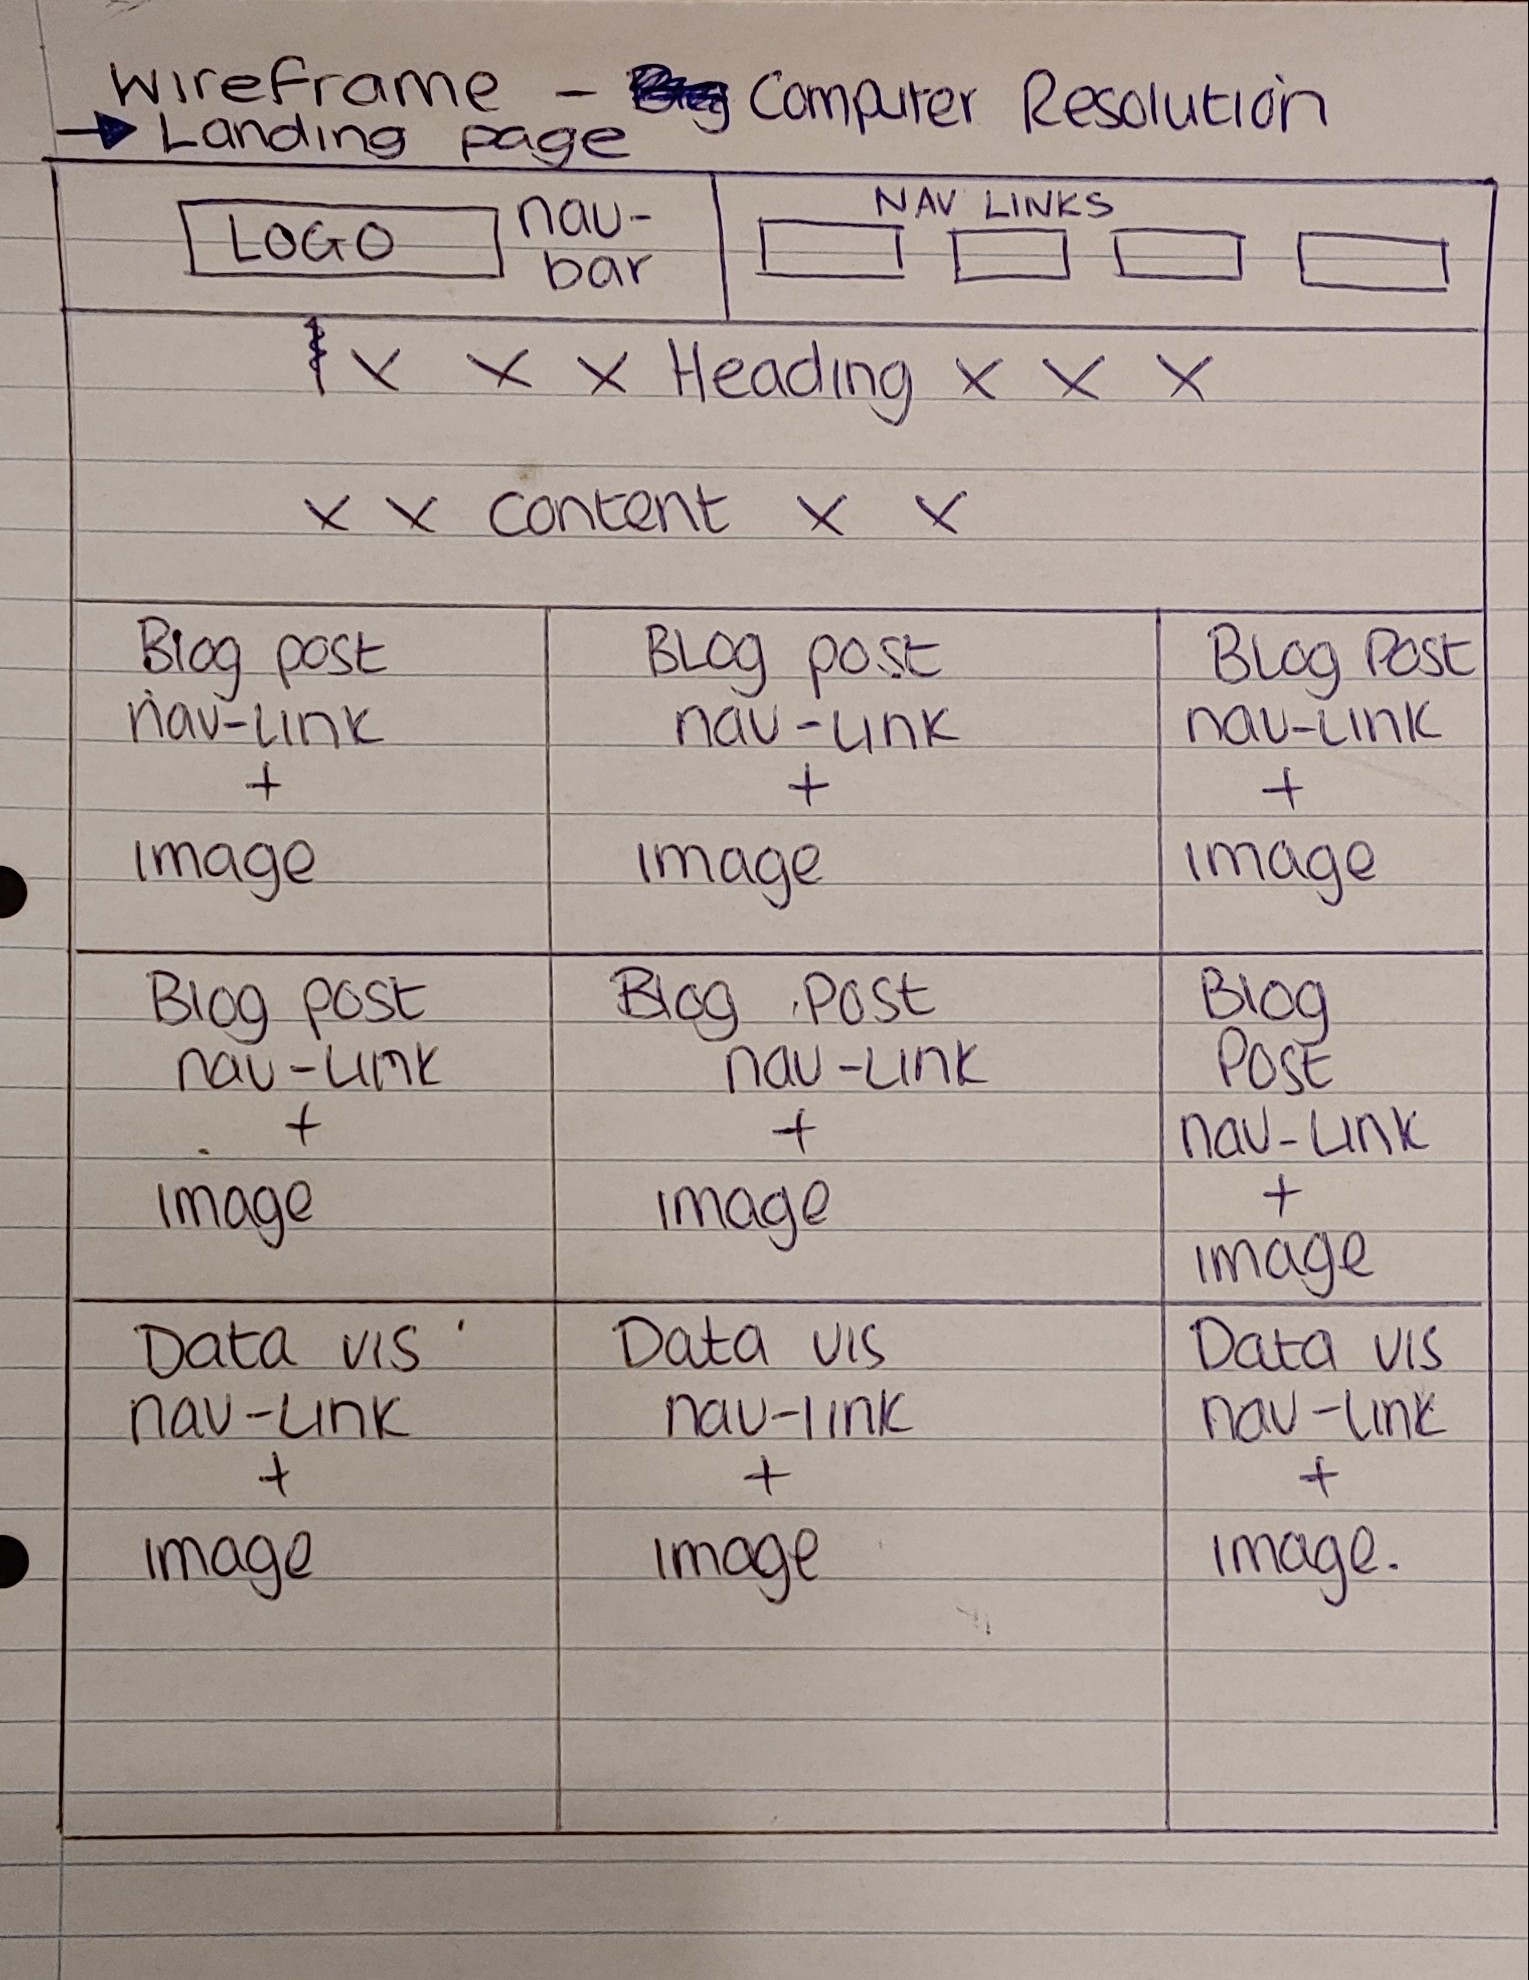 Wireframe - Computer Resolution
Landing page
LOGO
nav-
bar
NAV LINKS
x x x Heading x x x
x x content x x
Blog post
nav-link
+
image
BLog post
nav-link
+
image
BLog Post
nav-link
+
image
Blog post
nav-link
+
image
Blog Post
nav-link
+
image
Blog
Post
nav-link
+
image
Data vis
nav-link
+
image
Data vis
nav-link
+
image
Data vis
nav-link
+
image.